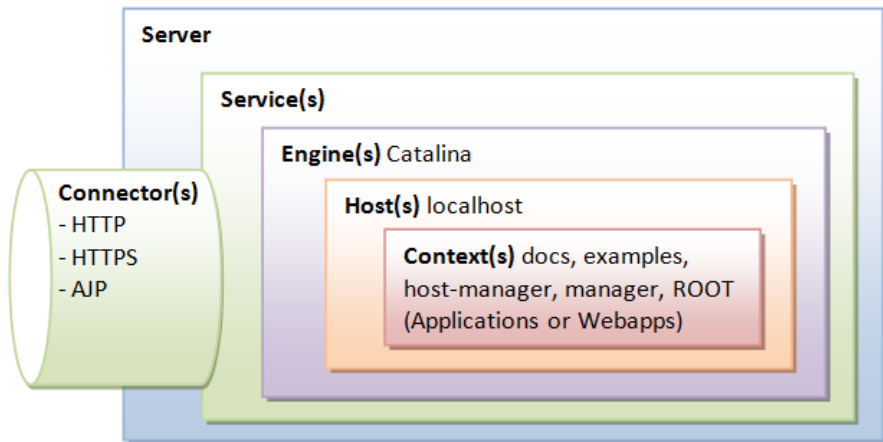 Server
Service(s)
Engine(s) Catalina
Connector(s)
- HTTP
- HTTPS
- AJP
Host(s) localhost
Context(s) docs, examples,
host-manager, manager, ROOT
(Applications or Webapps)